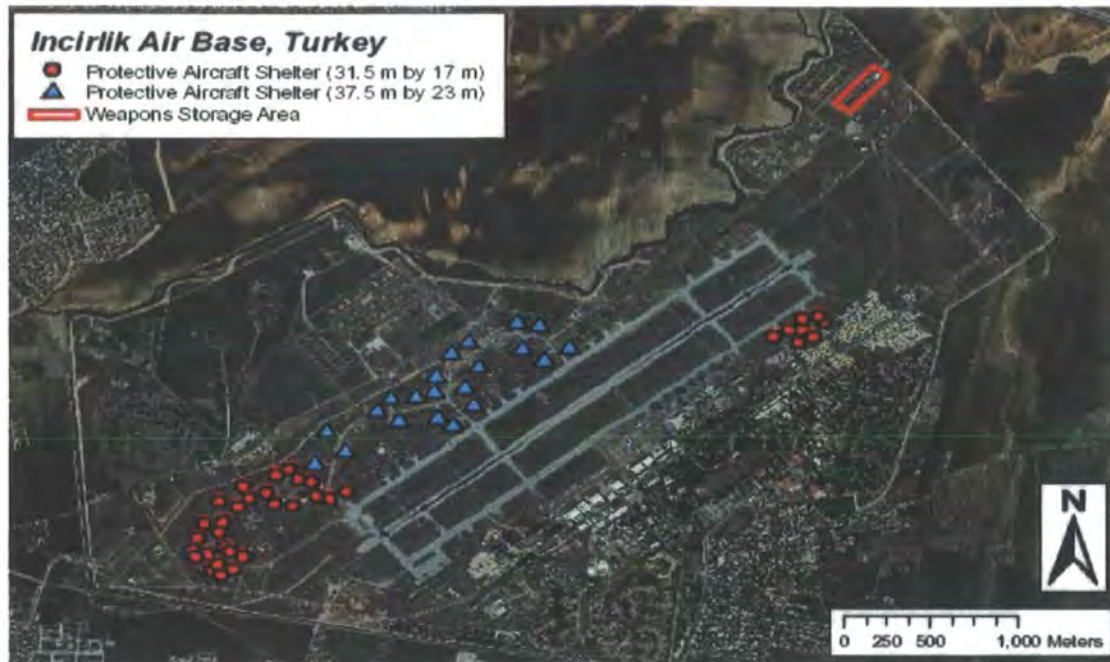 Incirlik Air Base, Turkey
Protective Aircraft Shelter (31.5 m by 17 m)
Protective Aircraft Shelter (37.5 m by 23 m)
Weapons Storage Area
N
0 250 500 1,000 Meters